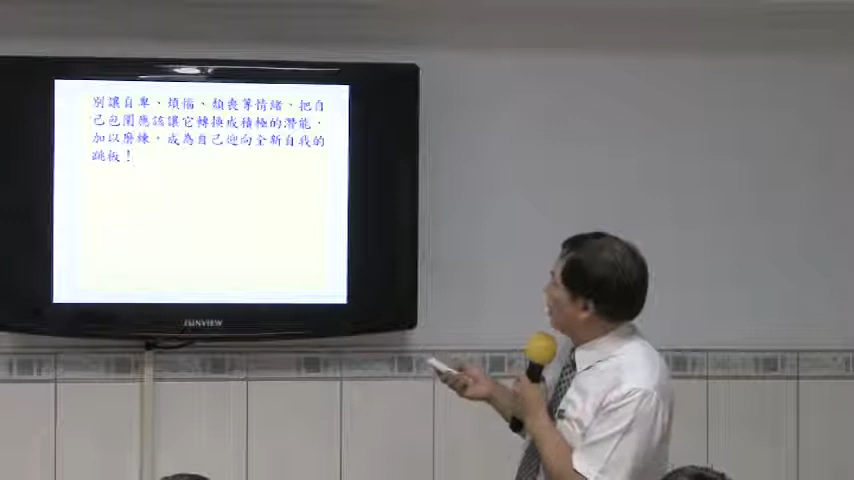 別讓自卑、煩惱、頹喪等情緒，把自
己包圍應該讓它轉換成積極的潛能，
加以磨練，成為自己迎向全新自我的
跳板！
SUNVIEW